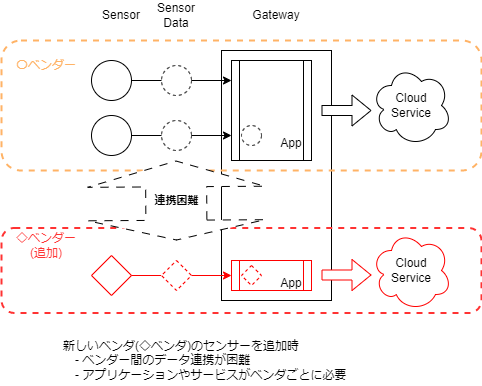 Sensor
Sensor
Data
Gateway
〇ベンダー
App
Cloud
Service
連携困難
◇ベンダー
(追加)
App
Cloud
Service
新しいベンダ(◇ベンダ)のセンサーを追加時
- ベンダー間のデータ連携が困難
- アプリケーションやサービスがベンダごとに必要